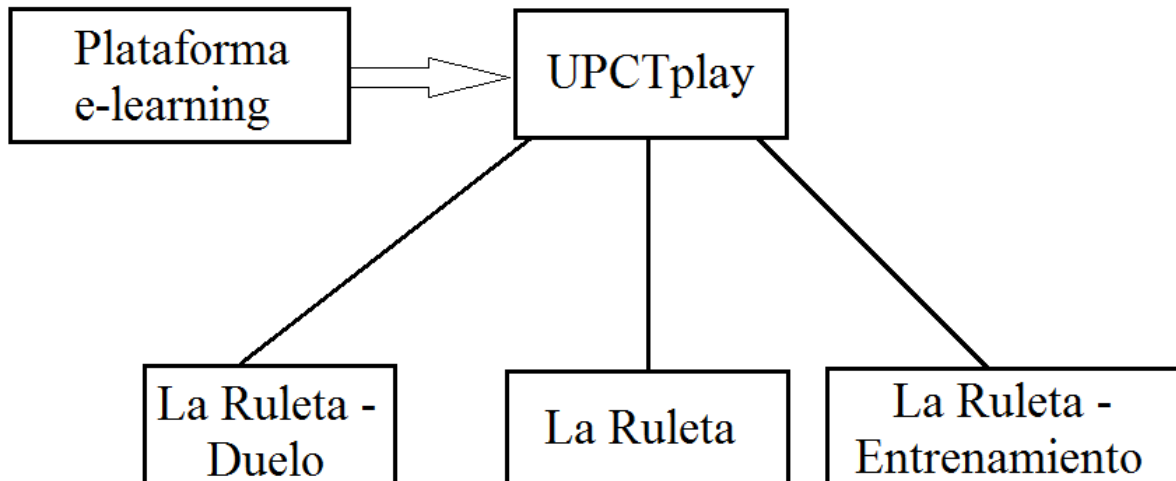 Plataforma
e-learning
UPCTplay
La Ruleta -
Duelo
La Ruleta
La Ruleta -
Entrenamiento